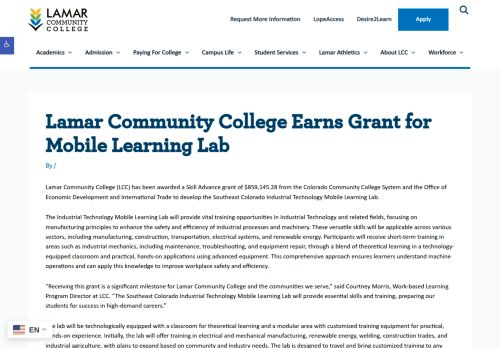 LAMAR
COMMUNITY
COLLEGE
Request More Information LopeAccess Desire2Learn Apply
Academics Admission Paying For College Campus Life Student Services Lamar Athletics About LCC Workforce
Lamar Community College Earns Grant for
Mobile Learning Lab
By /
Lamar Community College (LCC) has been awarded a Skill Advance grant of $859,145.28 from the Colorado Community College System and the Office of
Economic Development and International Trade to develop the Southeast Colorado Industrial Technology Mobile Learning Lab.
The Industrial Technology Mobile Learning Lab will provide vital training opportunities in Industrial Technology and related fields, focusing on
manufacturing principles to enhance the safety and efficiency of industrial processes and machinery. These versatile skills will be applicable across various
sectors, including manufacturing, construction, transportation, electrical systems, and renewable energy. Participants will receive short-term training in
areas such as industrial mechanics, including maintenance, troubleshooting, and equipment repair, through a blend of theoretical learning in a technology-
equipped classroom and practical, hands-on applications using advanced equipment. This comprehensive approach ensures learners understand machine
operations and can apply this knowledge to improve workplace safety and efficiency.
"Receiving this grant is a significant milestone for Lamar Community College and the communities we serve," said Courtney Morris, Work-based Learning
Program Director at LCC. "The Southeast Colorado Industrial Technology Mobile Learning Lab will provide essential skills and training, preparing our
students for success in high-demand careers."
EN
lab will be technologically equipped with a classroom for theoretical learning and a modular area with customized training equipment for practical,
hands-on experience. Initially, the lab will offer training in electrical and mechanical manufacturing, renewable energy, welding, construction trades, and
industrial agriculture, with plans to expand based on community and industry needs. The lab is designed to travel and bring customized training to any